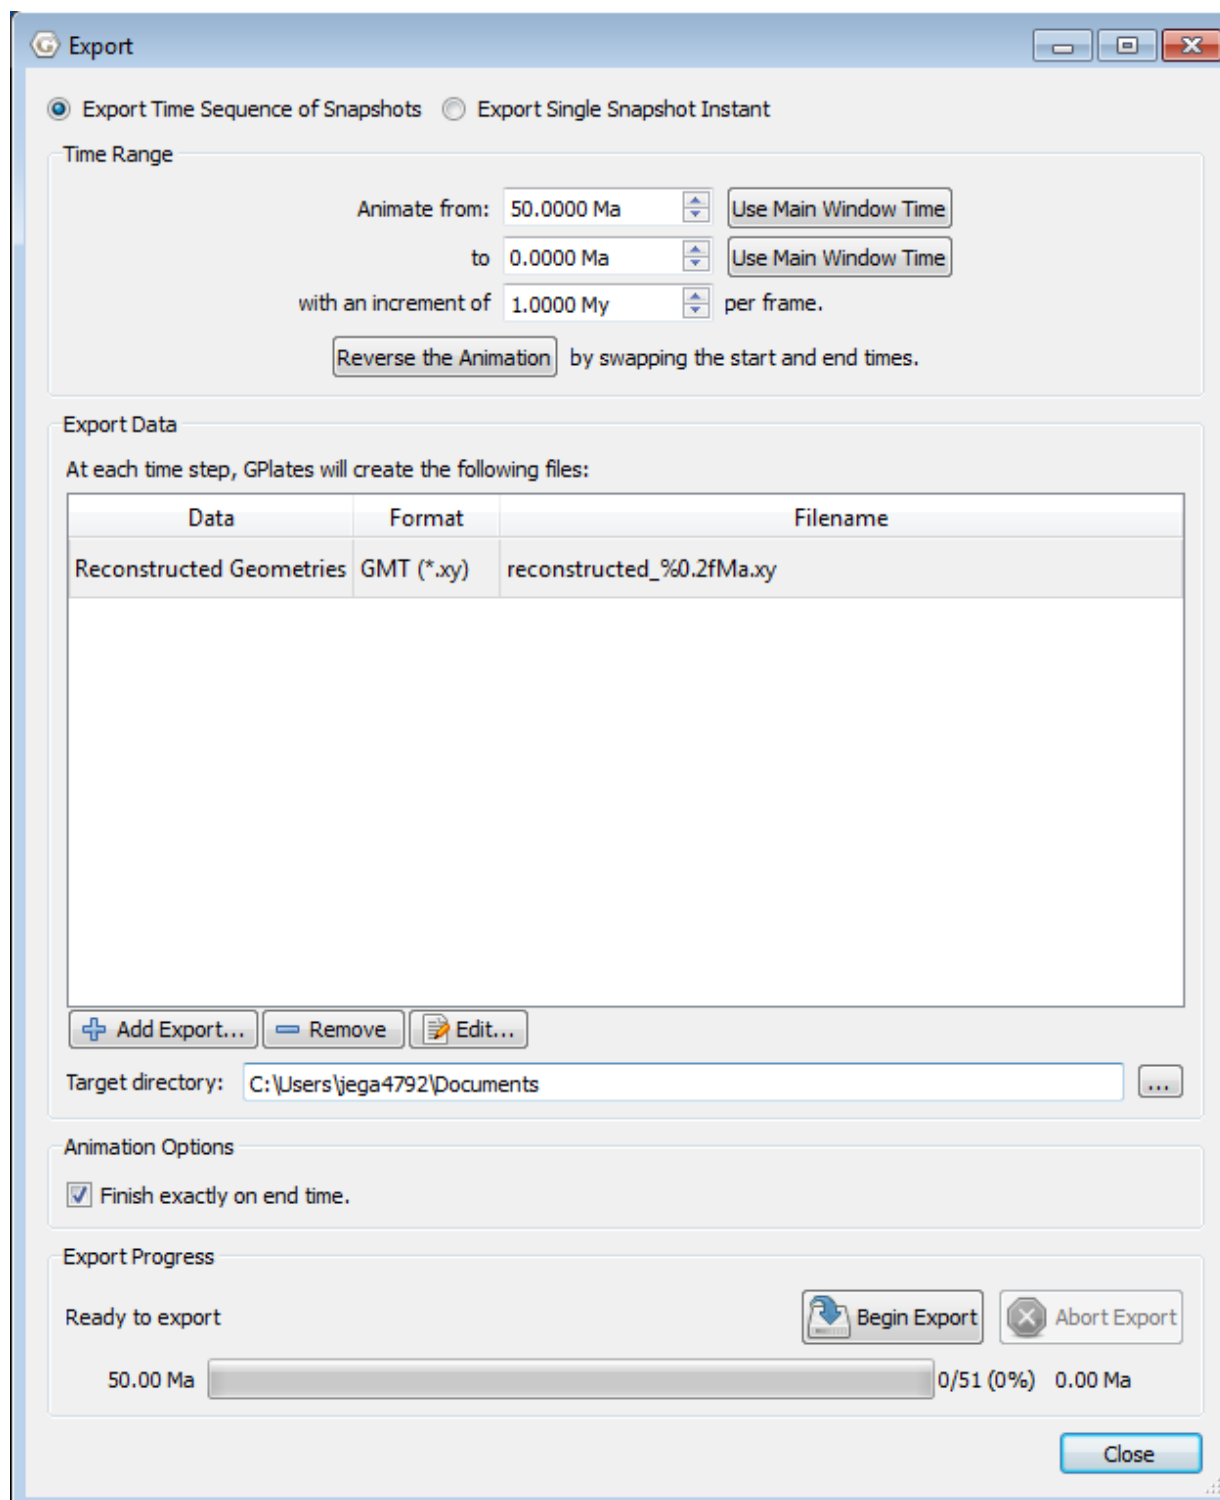 Export
Export Time Sequence of Snapshots Export Single Snapshot Instant
Time Range
Animate from: 50.0000 Ma Use Main Window Time
to 0.0000 Ma Use Main Window Time
with an increment of 1.0000 My per frame.
Reverse the Animation by swapping the start and end times.
Export Data
At each time step, GPlates will create the following files:
Data Format Filename
Reconstructed Geometries GMT (*.xy) reconstructed_%0.2fMa.xy
Add Export... Remove Edit...
Target directory: C:\Users\jega4792\Documents ...
Animation Options
Finish exactly on end time.
Export Progress
Ready to export Begin Export Abort Export
50.00 Ma 0/51 (0%) 0.00 Ma
Close